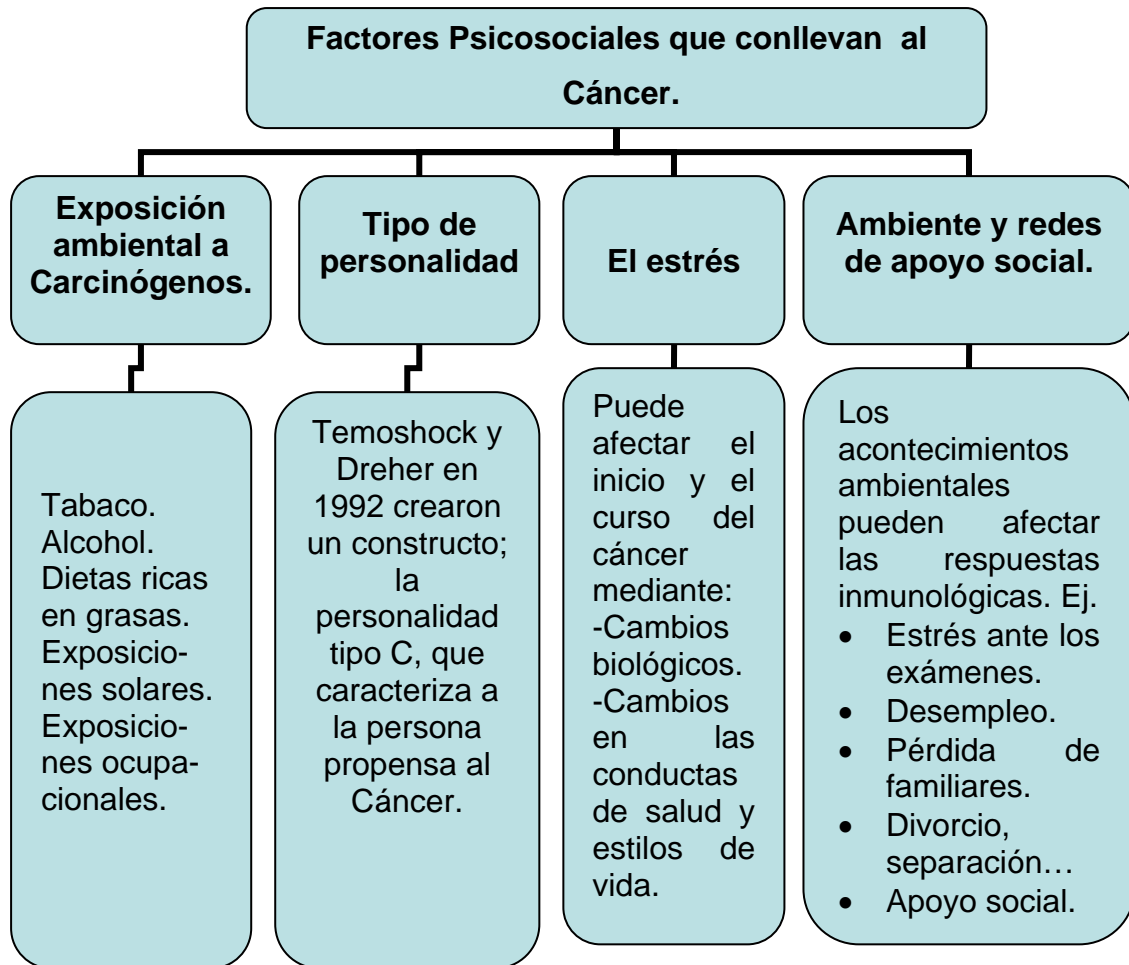 Factores Psicosociales que conllevan al
Cáncer.
Exposición
ambiental a
Carcinógenos.
Tipo de
personalidad
El estrés
Ambiente y redes
de apoyo social.
Tabaco.
Alcohol.
Dietas ricas
en grasas.
Exposicio-
nes solares.
Exposicio-
nes ocupa-
cionales.
Temoshock y
Dreher en
1992 crearon
un constructo;
la
personalidad
tipo C, que
caracteriza a
la persona
propensa al
Cáncer.
Puede
afectar el
inicio y el
curso del
cáncer
mediante:
-Cambios
biológicos.
-Cambios
en las
conductas
de salud y
estilos de
vida.
Los
acontecimientos
ambientales
pueden afectar
las respuestas
inmunológicas. Ej.
• Estrés ante los
exámenes.
• Desempleo.
• Pérdida de
familiares.
• Divorcio,
separación…
• Apoyo social.